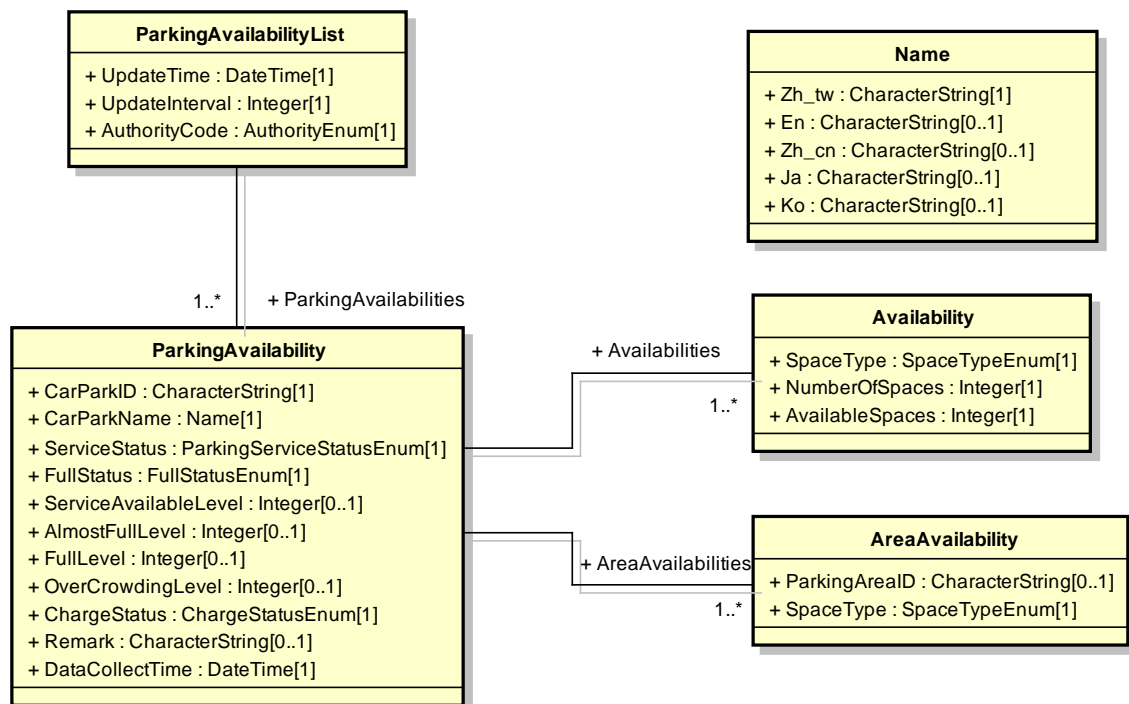 ParkingAvailabilityList
+ UpdateTime : DateTime[1]
+ UpdateInterval : Integer[1]
+ AuthorityCode : AuthorityEnum[1]
Name
+ Zh_tw : CharacterString[1]
+ En : CharacterString[0..1]
+ Zh_cn : CharacterString[0..1]
+ Ja : CharacterString[0..1]
+ Ko : CharacterString[0..1]
1..*
+ ParkingAvailabilities
ParkingAvailability
+ CarParkID : CharacterString[1]
+ CarParkName : Name[1]
+ ServiceStatus : ParkingServiceStatusEnum[1]
+ FullStatus : FullStatusEnum[1]
+ ServiceAvailableLevel : Integer[0..1]
+ AlmostFullLevel : Integer[0..1]
+ FullLevel : Integer[0..1]
+ OverCrowdingLevel : Integer[0..1]
+ ChargeStatus : ChargeStatusEnum[1]
+ Remark : CharacterString[0..1]
+ DataCollectTime : DateTime[1]
+ Availabilities
1..*
Availability
+ SpaceType : SpaceTypeEnum[1]
+ NumberOfSpaces : Integer[1]
+ AvailableSpaces : Integer[1]
+ AreaAvailabilities
1..*
AreaAvailability
+ ParkingAreaID : CharacterString[0..1]
+ SpaceType : SpaceTypeEnum[1]